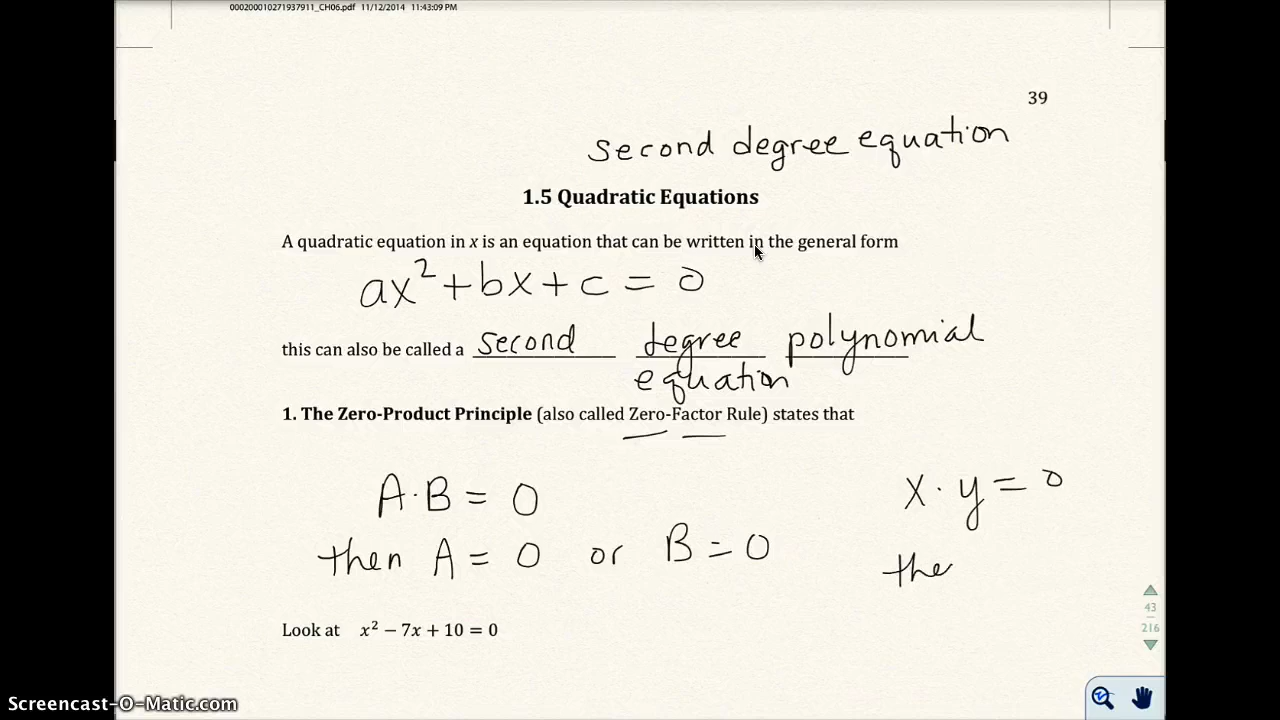 000200010271937911_CH06.pdf 11/12/2014 11:43:09 PM
39
second degree equation
1.5 Quadratic Equations
A quadratic equation in x is an equation that can be written in the general form
ax² + bx + c = 0
this can also be called a second degree polynomial
equation
1. The Zero-Product Principle (also called Zero-Factor Rule) states that
A·B = 0
x·y = 0
then A = 0 or B = 0
the
Look at x² − 7x + 10 = 0
43
216
Screencast-O-Matic.com